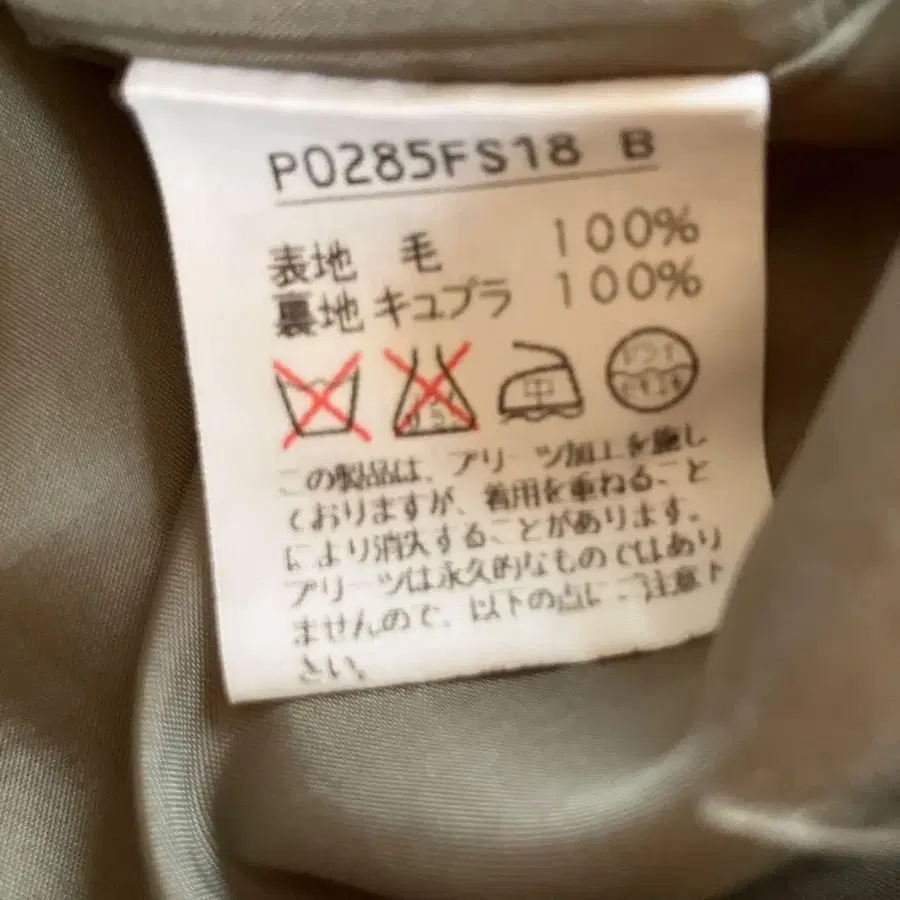 P0285FS18 B
表地 毛 100%
裏地 キュプラ 100%
中
この製品は、プリーツ加工を施し
ておりますが、着用を重ねること
により消失することがあります。
プリーツは永久的なものではあり
ませんので、以下の点にご注意下
さい。